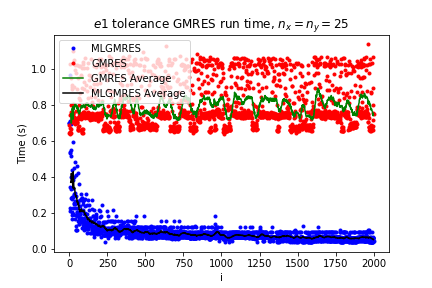 e1 tolerance GMRES run time, n_x = n_y = 25
MLGMRES
GMRES
GMRES Average
MLGMRES Average
Time (s)
1.0
0.8
0.6
0.4
0.2
0.0
0 250 500 750 1000 1250 1500 1750 2000
i